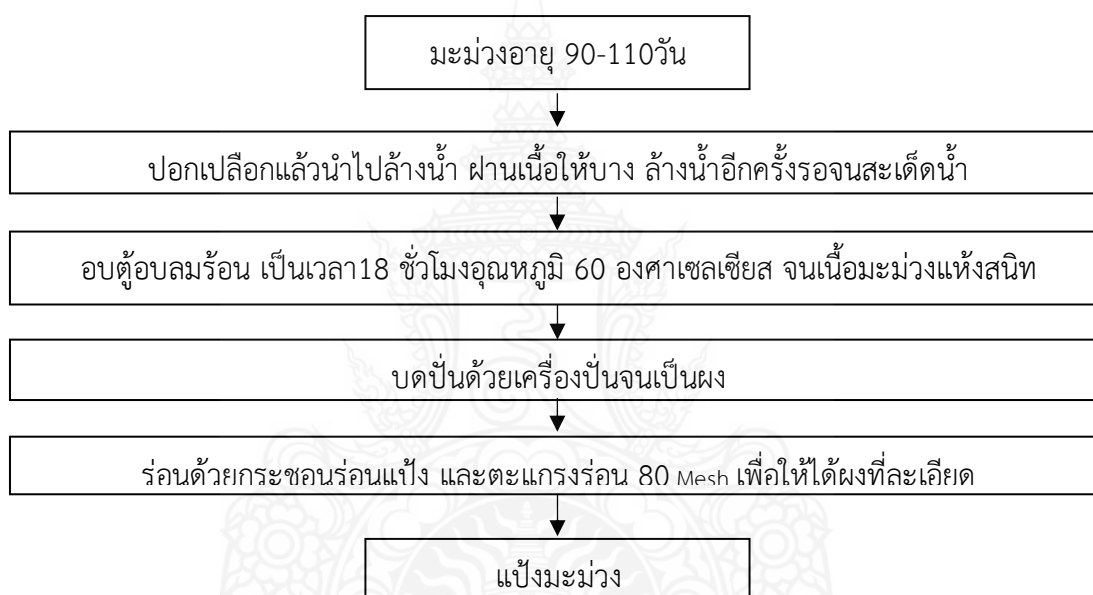 มะม่วงอายุ 90-110วัน
ปอกเปลือกแล้วนำไปล้างน้ำ ฝานเนื้อให้บาง ล้างน้ำอีกครั้งรอจนสะเด็ดน้ำ
อบตู้อบลมร้อน เป็นเวลา18 ชั่วโมงอุณหภูมิ 60 องศาเซลเซียส จนเนื้อมะม่วงแห้งสนิท
บดปั่นด้วยเครื่องปั่นจนเป็นผง
ร่อนด้วยกระชอนร่อนแป้ง และตะแกรงร่อน 80 Mesh เพื่อให้ได้ผงที่ละเอียด
แป้งมะม่วง